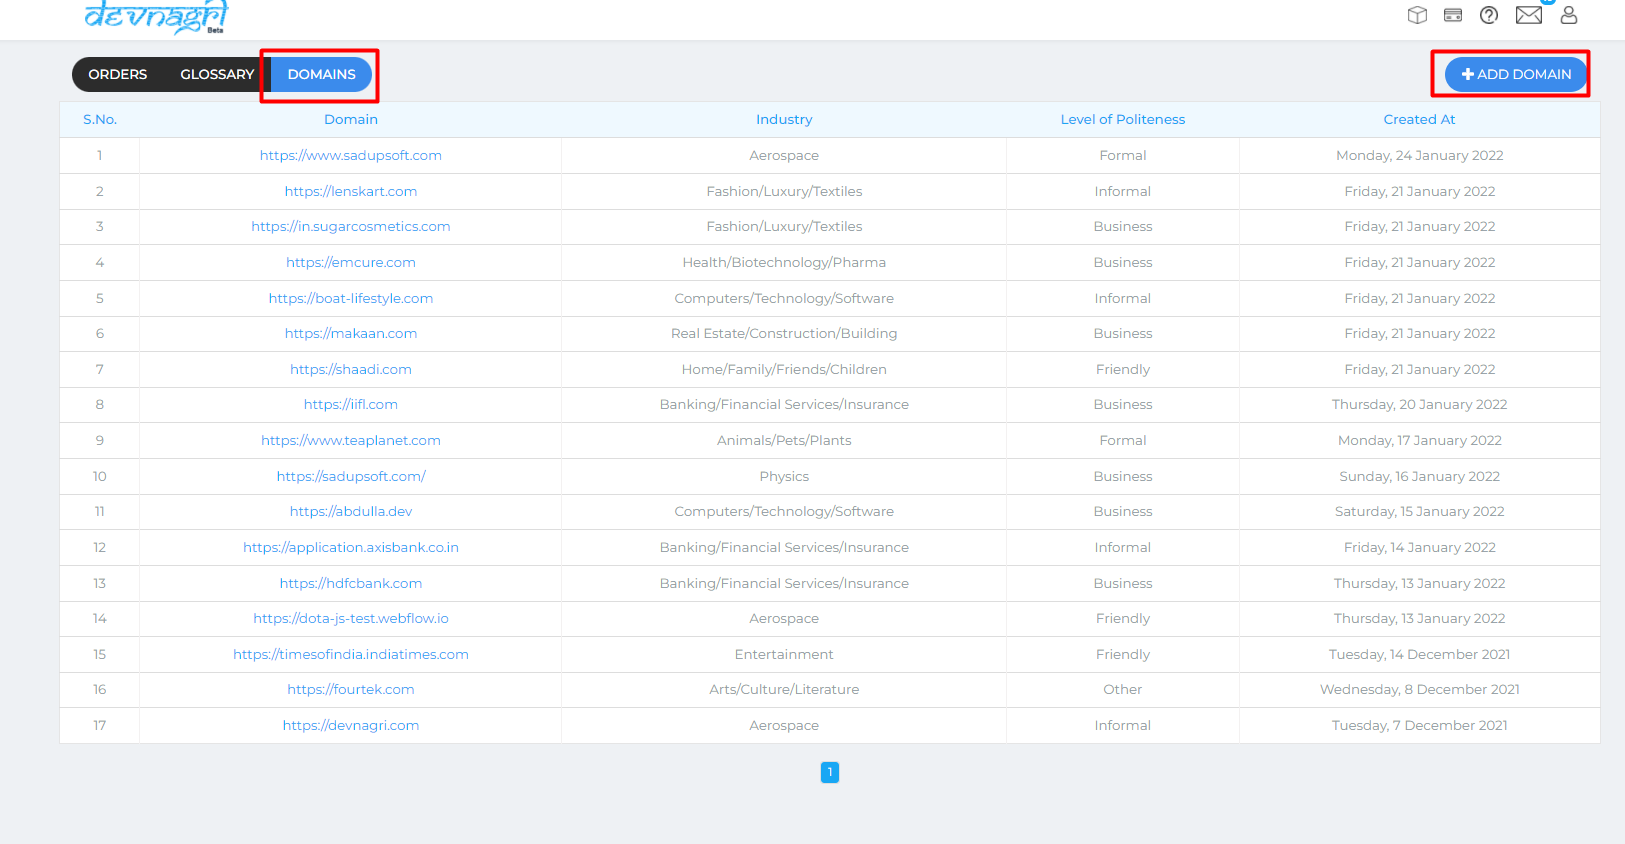 devnagri
Beta
ORDERS GLOSSARY DOMAINS + ADD DOMAIN
S.No. Domain Industry Level of Politeness Created At
1 https://www.sadupsoft.com Aerospace Formal Monday, 24 January 2022
2 https://lenskart.com Fashion/Luxury/Textiles Informal Friday, 21 January 2022
3 https://in.sugarcosmetics.com Fashion/Luxury/Textiles Business Friday, 21 January 2022
4 https://emcure.com Health/Biotechnology/Pharma Business Friday, 21 January 2022
5 https://boat-lifestyle.com Computers/Technology/Software Informal Friday, 21 January 2022
6 https://makaan.com Real Estate/Construction/Building Business Friday, 21 January 2022
7 https://shaadi.com Home/Family/Friends/Children Friendly Friday, 21 January 2022
8 https://iifl.com Banking/Financial Services/Insurance Business Thursday, 20 January 2022
9 https://www.teaplanet.com Animals/Pets/Plants Formal Monday, 17 January 2022
10 https://sadupsoft.com/ Physics Business Sunday, 16 January 2022
11 https://abdulla.dev Computers/Technology/Software Business Saturday, 15 January 2022
12 https://application.axisbank.co.in Banking/Financial Services/Insurance Informal Friday, 14 January 2022
13 https://hdfcbank.com Banking/Financial Services/Insurance Business Thursday, 13 January 2022
14 https://dota-js-test.webflow.io Aerospace Friendly Thursday, 13 January 2022
15 https://timesofindia.indiatimes.com Entertainment Friendly Tuesday, 14 December 2021
16 https://fourtek.com Arts/Culture/Literature Other Wednesday, 8 December 2021
17 https://devnagri.com Aerospace Informal Tuesday, 7 December 2021
1